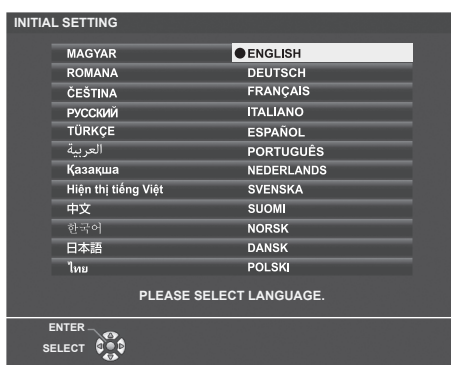 INITIAL SETTING
MAGYAR ENGLISH
ROMANA DEUTSCH
ČEŠTINA FRANÇAIS
РУССКИЙ ITALIANO
TÜRKÇE ESPAÑOL
العربية PORTUGUÊS
Қазақша NEDERLANDS
Hiện thị tiếng Việt SVENSKA
中文 SUOMI
한국어 NORSK
日本語 DANSK
ไทย POLSKI
PLEASE SELECT LANGUAGE.
ENTER
SELECT